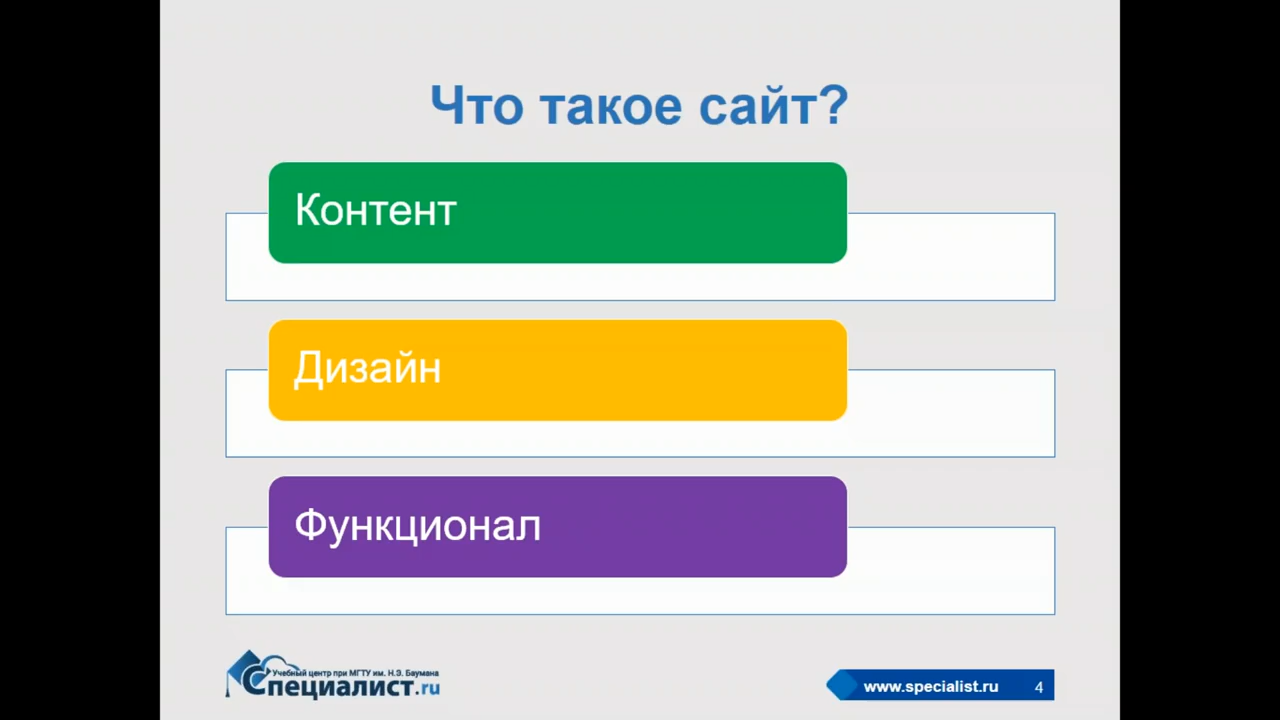 Что такое сайт?
Контент
Дизайн
Функционал
Учебный центр при МГТУ им. Н.Э. Баумана
Специалист.ru
www.specialist.ru 4